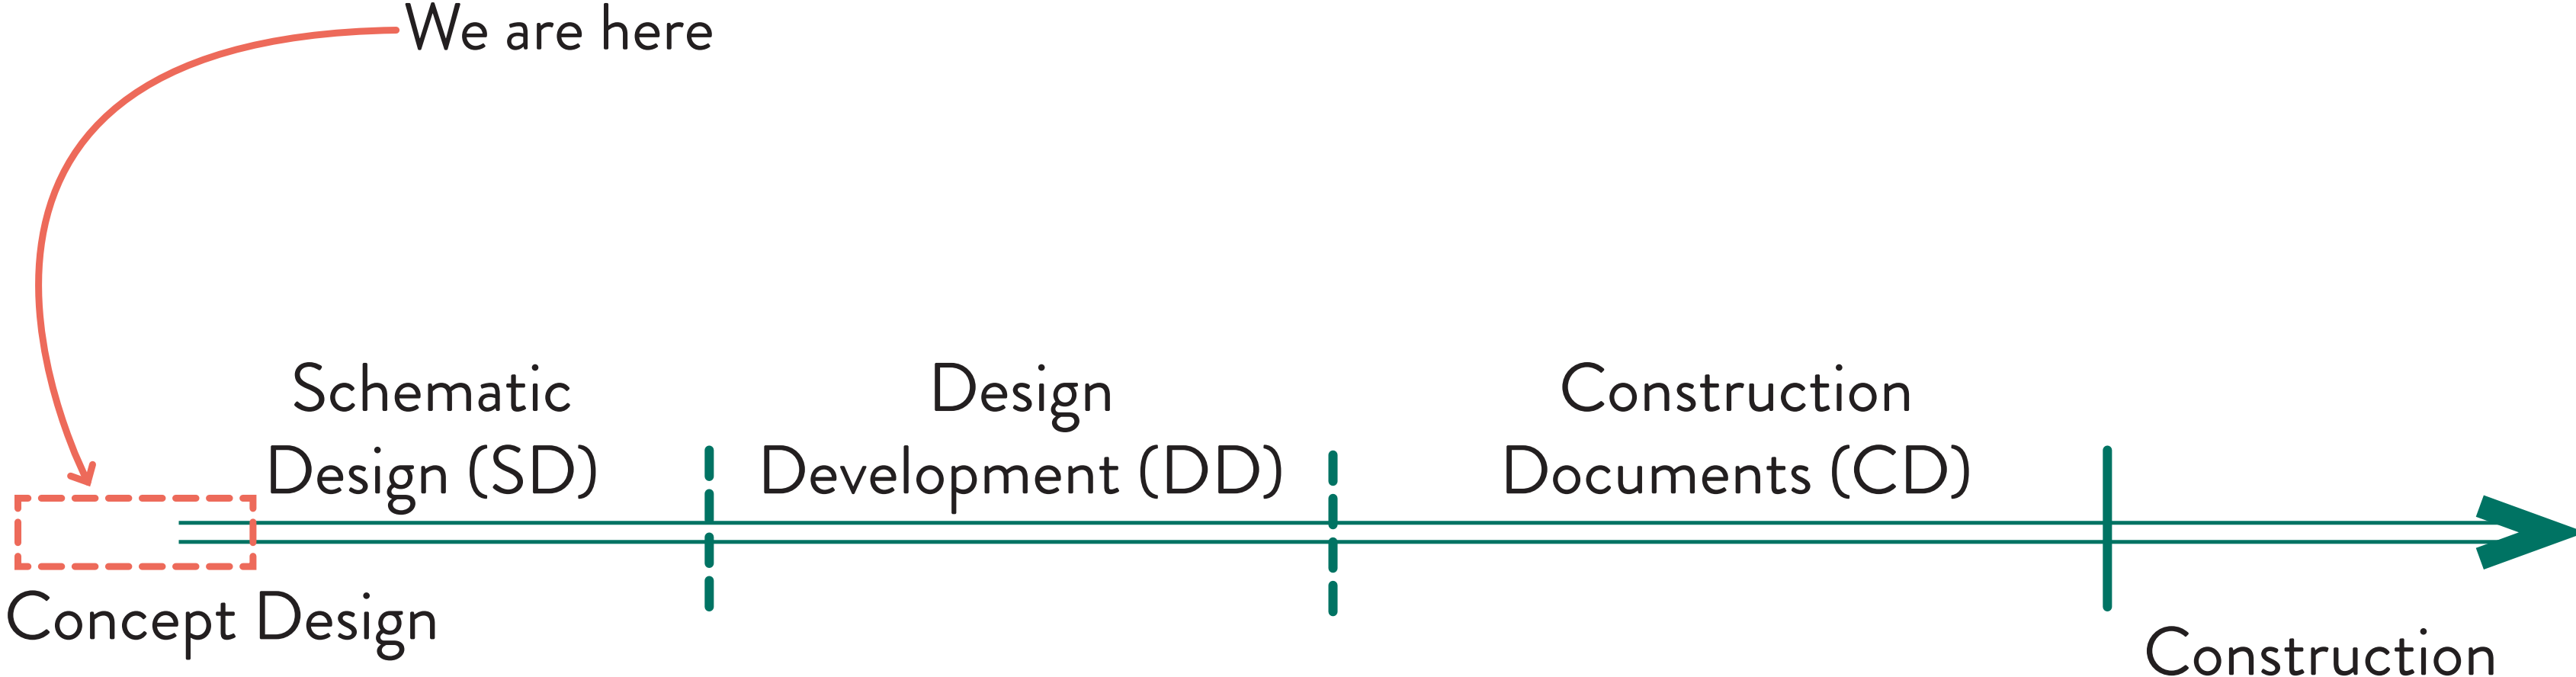 We are here
Schematic
Design (SD)
Design
Development (DD)
Construction
Documents (CD)
Concept Design
Construction